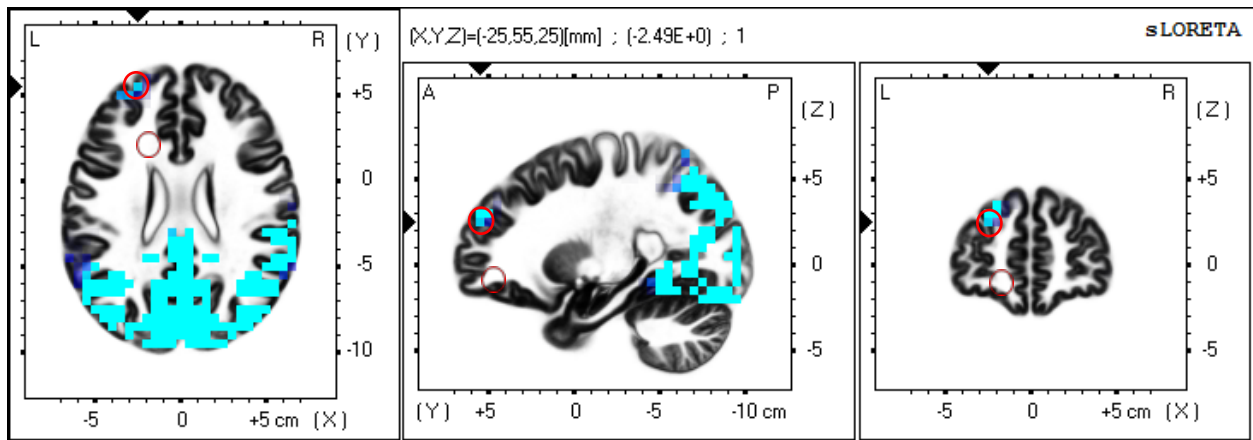 (X,Y,Z)=(-25,55,25)[mm] ; (-2.49E+0) ; 1
sLORETA
L R (Y)
+5
0
-5
-10
-5 0 +5 cm (X)
A P (Z)
+5
0
-5
(Y) +5 0 -5 -10 cm
L R (Z)
+5
0
-5
-5 0 +5 cm (X)